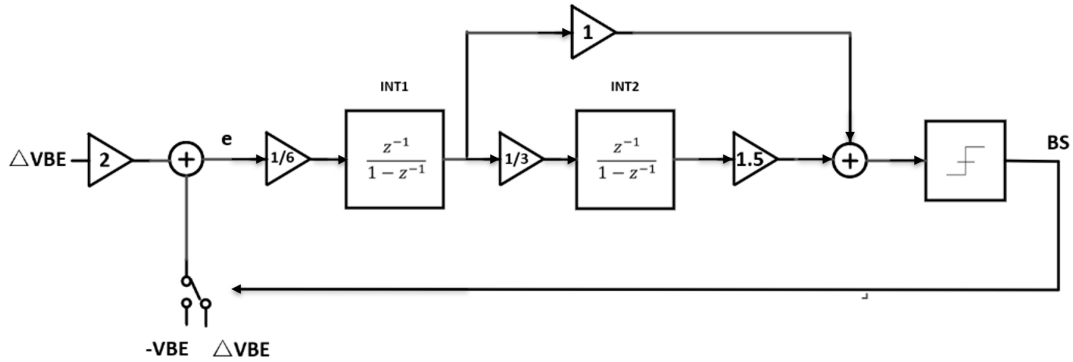 1
INT1
INT2
△VBE
2
e
1/6
z⁻¹
1 − z⁻¹
1/3
z⁻¹
1 − z⁻¹
1.5
BS
-VBE
△VBE